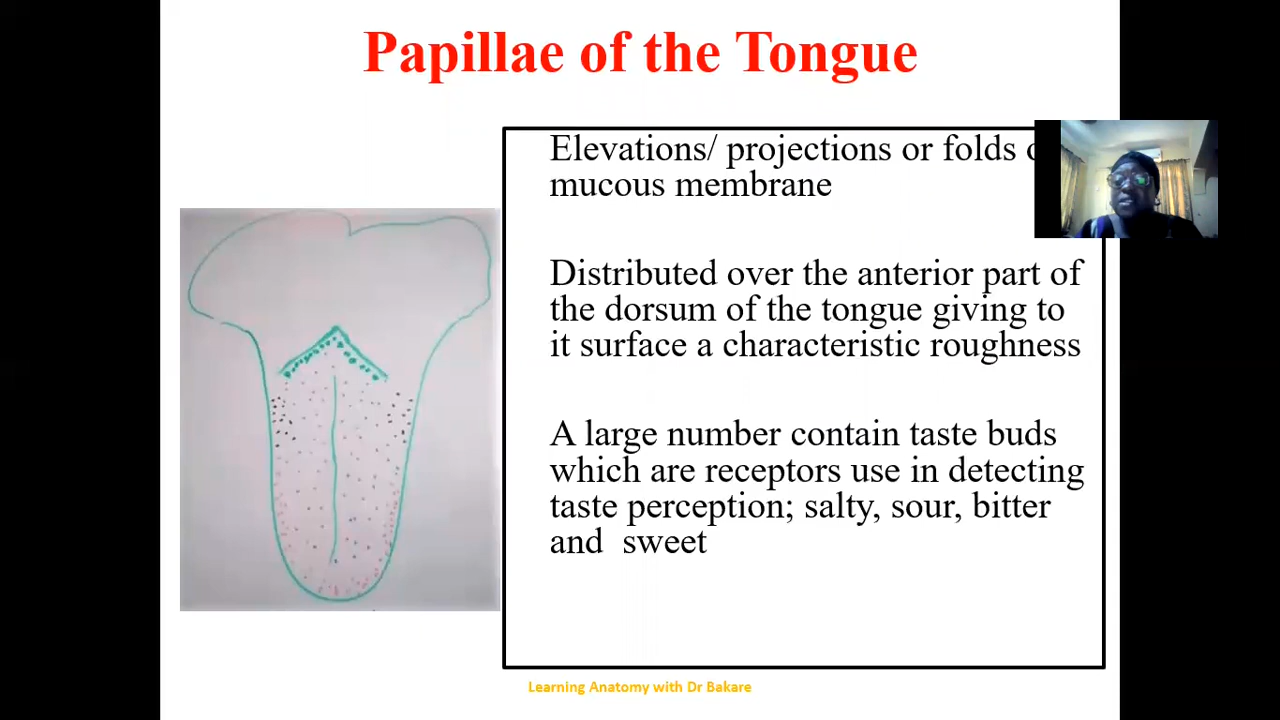 Papillae of the Tongue
Elevations/ projections or folds
mucous membrane
Distributed over the anterior part of
the dorsum of the tongue giving to
it surface a characteristic roughness
A large number contain taste buds
which are receptors use in detecting
taste perception; salty, sour, bitter
and sweet
Learning Anatomy with Dr Bakare